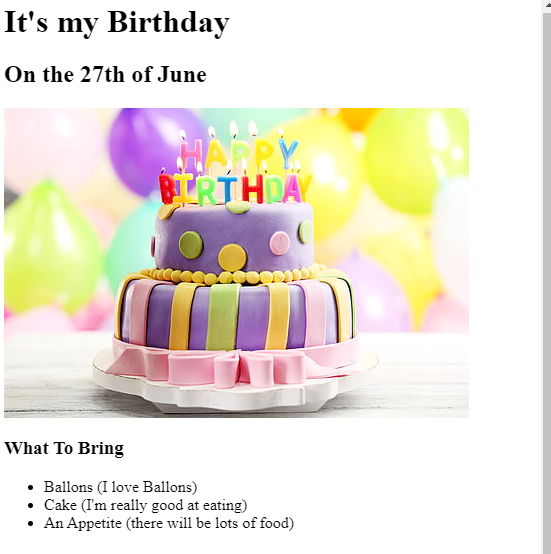 It's my Birthday
On the 27th of June
HAPPY
BIRTHDAY
What To Bring
Ballons (I love Ballons)
Cake (I'm really good at eating)
An Appetite (there will be lots of food)